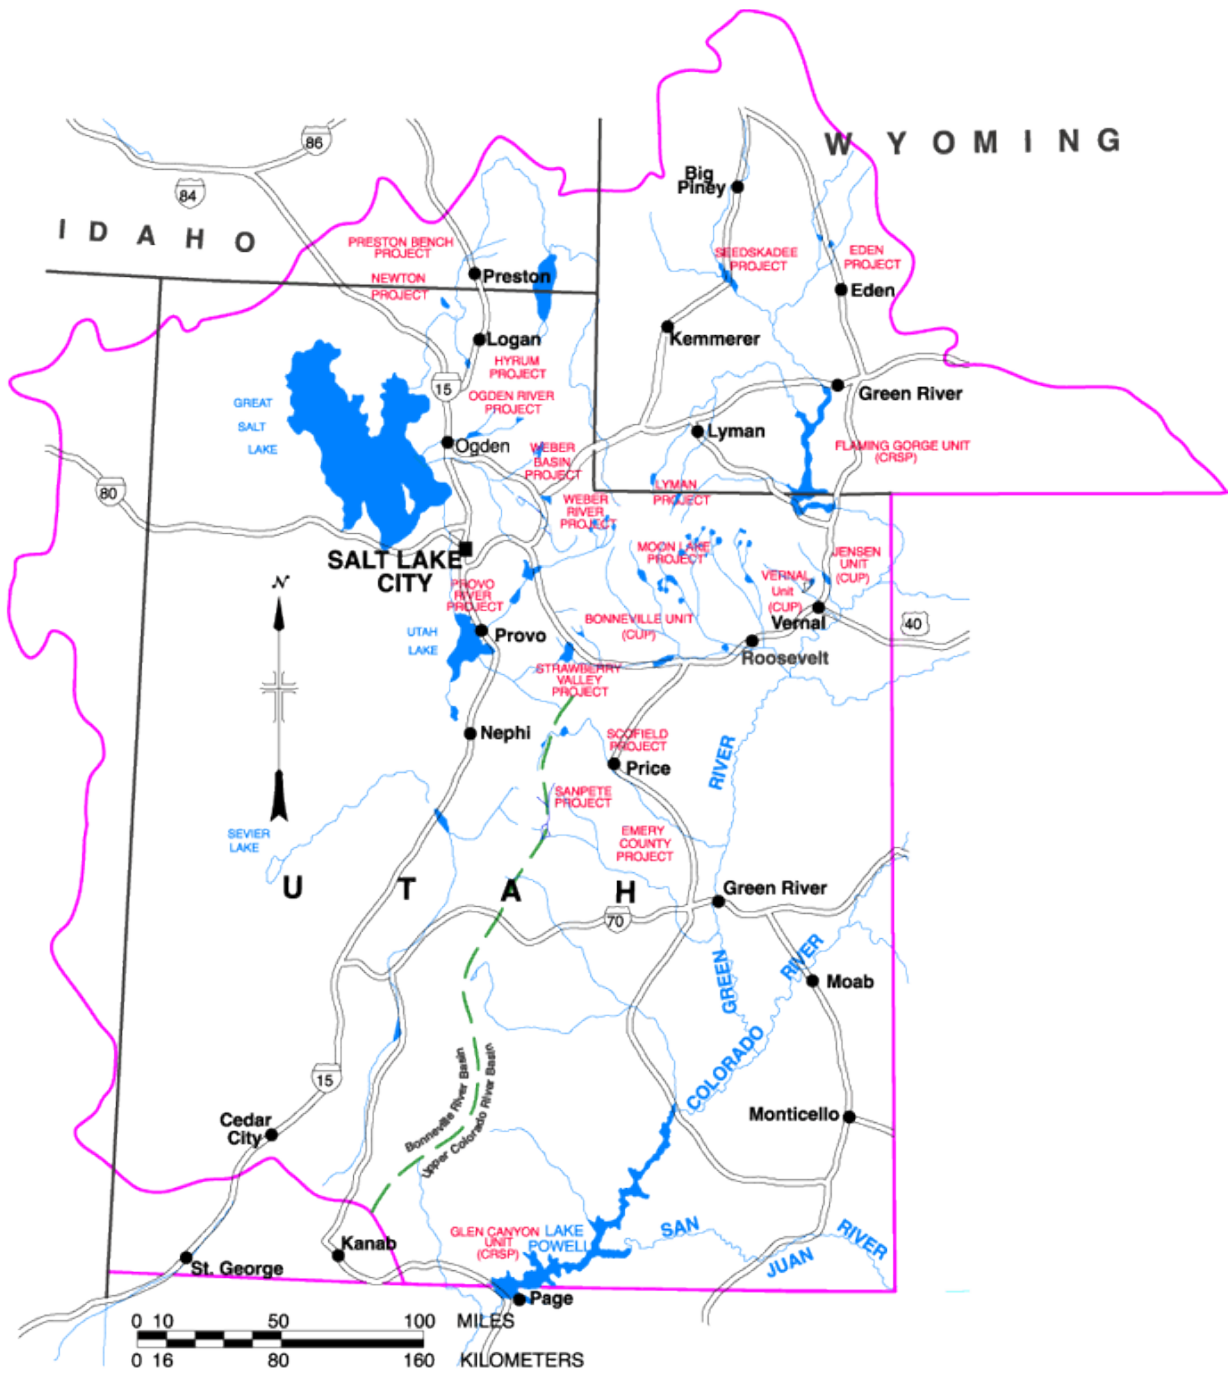 WYOMING
86
Big
Piney
84
IDAHO
PRESTON BENCH
PROJECT
SEEDSKADEE
PROJECT
EDEN
PROJECT
NEWTON
PROJECT
Preston
Eden
Logan
Kemmerer
HYRUM
PROJECT
15
Green River
GREAT
SALT
LAKE
OGDEN RIVER
PROJECT
Ogden
Lyman
WEBER
BASIN
PROJECT
FLAMING GORGE UNIT
(CRSP)
80
LYMAN
PROJECT
WEBER
RIVER
PROJECT
SALT LAKE
CITY
MOON LAKE
PROJECT
JENSEN
UNIT
(CUP)
VERNAL
Unit
(CUP)
N
PROVO
RIVER
PROJECT
BONNEVILLE UNIT
(CUP)
Vernal
40
UTAH
LAKE
Provo
Roosevelt
STRAWBERRY
VALLEY
PROJECT
Nephi
SCOFIELD
PROJECT
Price
RIVER
SANPETE
PROJECT
SEVIER
LAKE
EMERY
COUNTY
PROJECT
UTAH
Green River
70
GREEN
RIVER
Moab
COLORADO
Bonneville River Basin
Upper Colorado River Basin
15
Cedar
City
Monticello
GLEN CANYON
UNIT
(CRSP)
LAKE
POWELL
SAN
JUAN
RIVER
Kanab
St. George
Page
0 10 50 100 MILES
0 16 80 160 KILOMETERS